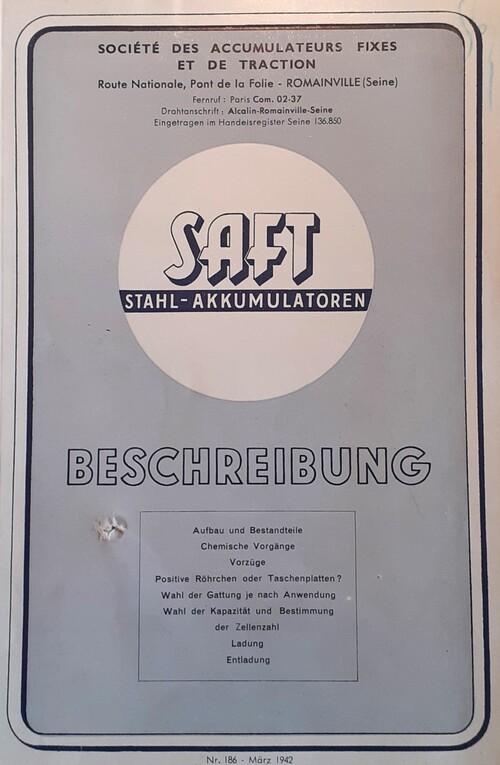 SOCIÉTÉ DES ACCUMULATEURS FIXES
ET DE TRACTION
Route Nationale, Pont de la Folie - ROMAINVILLE (Seine)
Fernruf : Paris Com. 02-37
Drahtanschrift : Alcalin-Romainville-Seine
Eingetragen im Handelsregister Seine 136.850
SAFT
STAHL-AKKUMULATOREN
BESCHREIBUNG
Aufbau und Bestandteile
Chemische Vorgänge
Vorzüge
Positive Röhrchen oder Taschenplatten ?
Wahl der Gattung je nach Anwendung
Wahl der Kapazität und Bestimmung
der Zellenzahl
Ladung
Entladung
Nr. 186 - März 1942